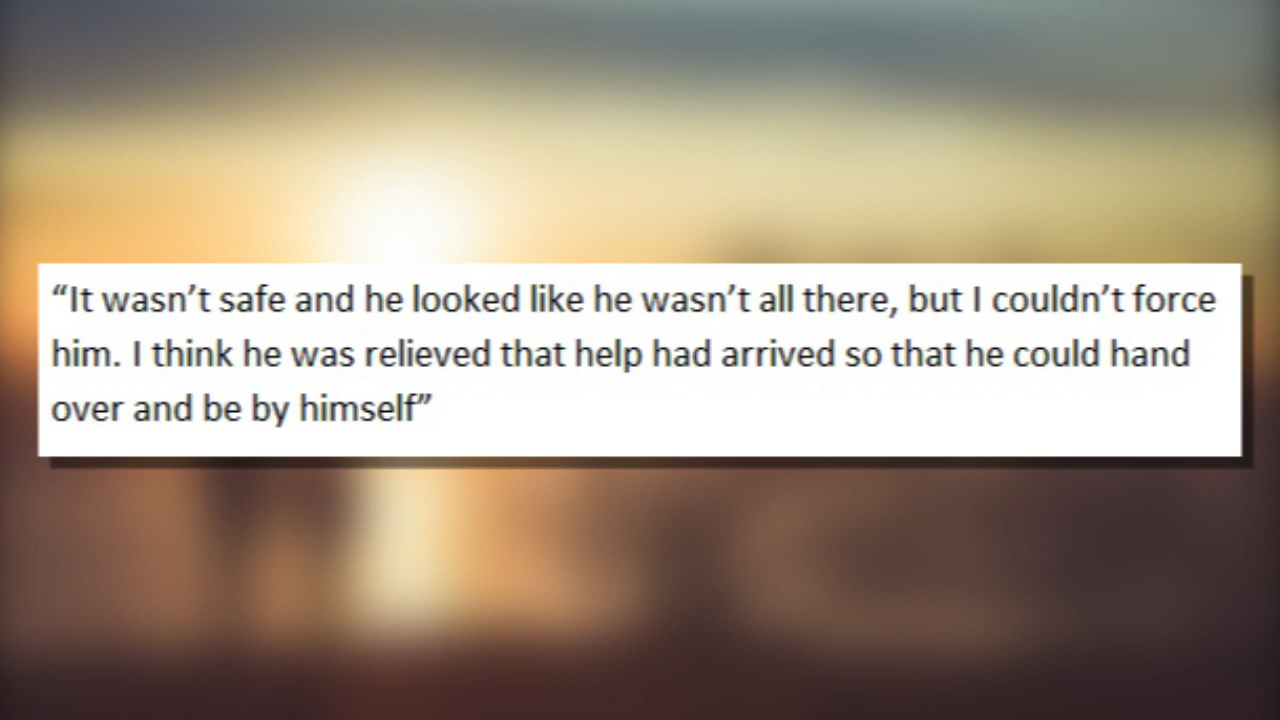 “It wasn’t safe and he looked like he wasn’t all there, but I couldn’t force
him. I think he was relieved that help had arrived so that he could hand
over and be by himself”